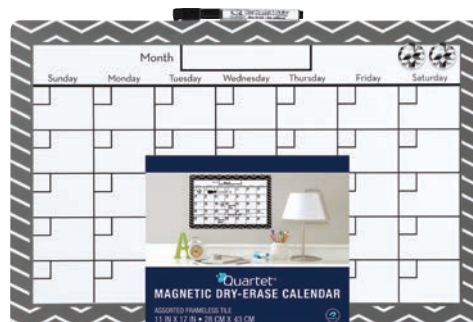 Month
Sunday Monday Tuesday Wednesday Thursday Friday Saturday
Quartet
MAGNETIC DRY-ERASE CALENDAR
ASSORTED FRAMELESS TILE
11 IN X 17 IN • 28 CM X 43 CM